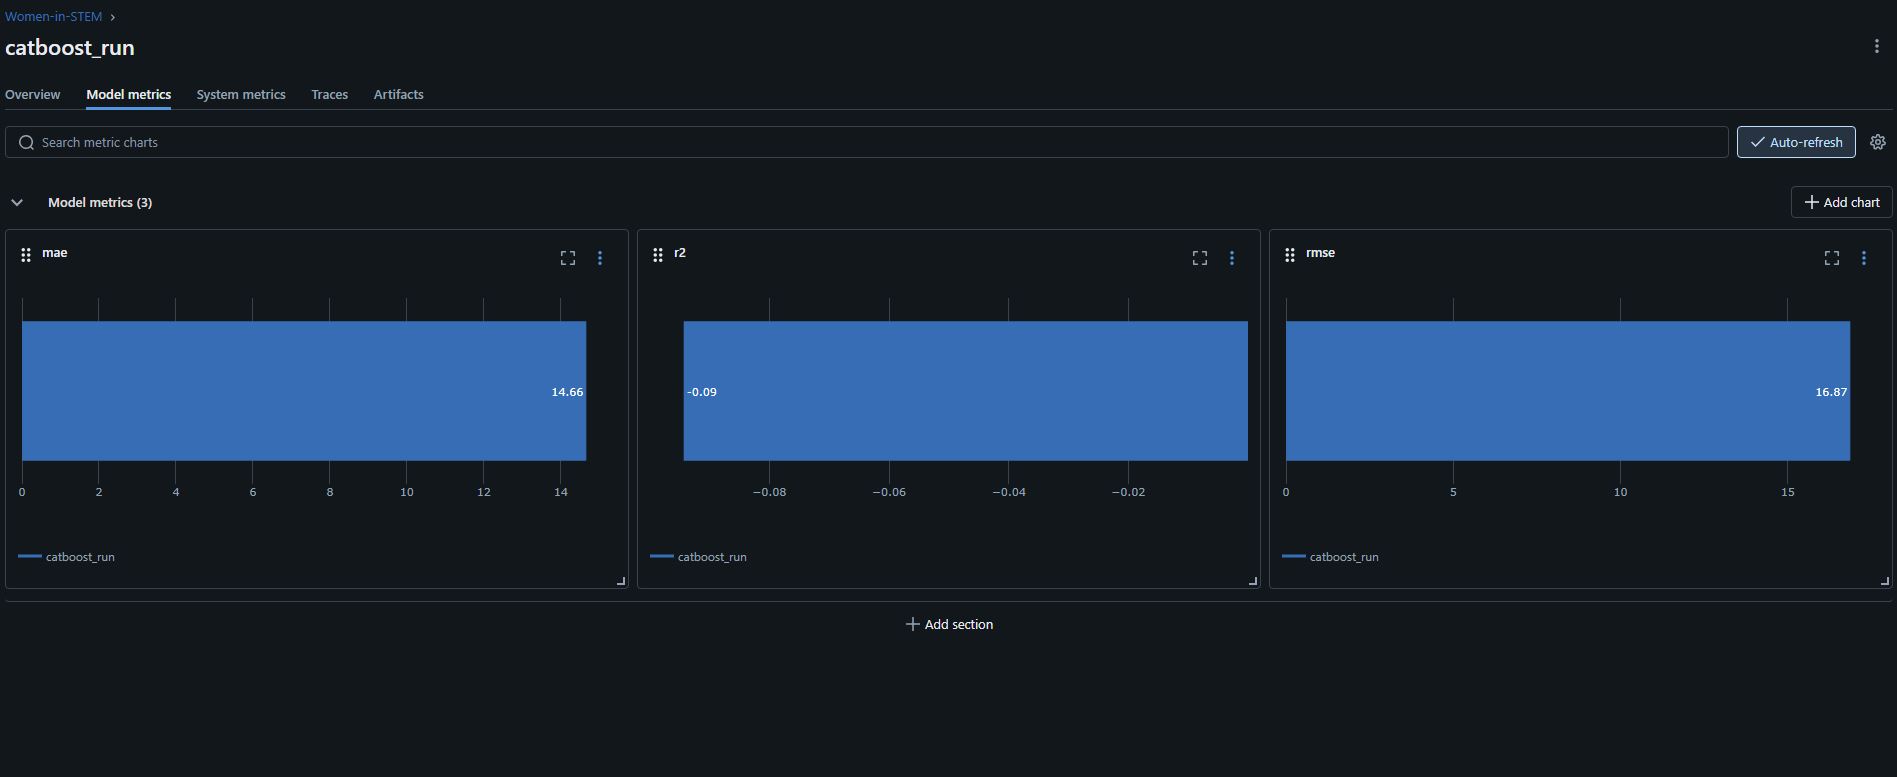 Women-in-STEM ›
catboost_run
Overview Model metrics System metrics Traces Artifacts
Search metric charts
Auto-refresh
Model metrics (3)
Add chart
mae
14.66
0 2 4 6 8 10 12 14
catboost_run
r2
-0.09
−0.08 −0.06 −0.04 −0.02
catboost_run
rmse
16.87
0 5 10 15
catboost_run
Add section